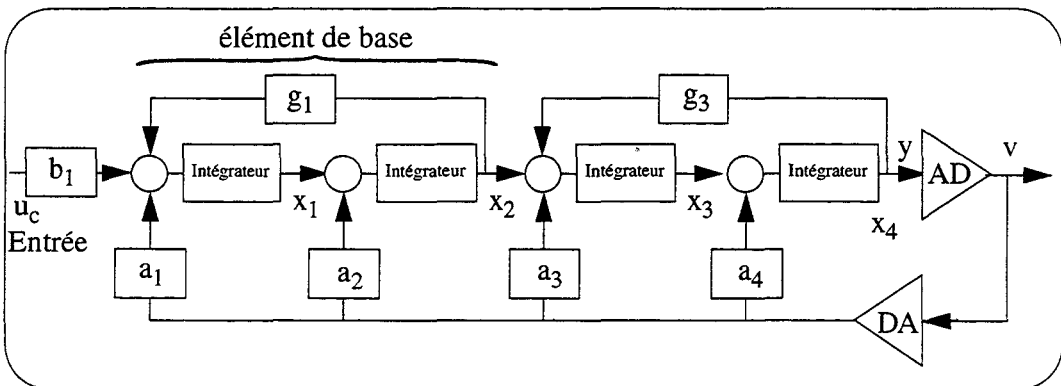 élément de base
g1
g3
b1
Intégrateur
Intégrateur
Intégrateur
Intégrateur
y
AD
v
uc
Entrée
x1
x2
x3
x4
a1
a2
a3
a4
DA